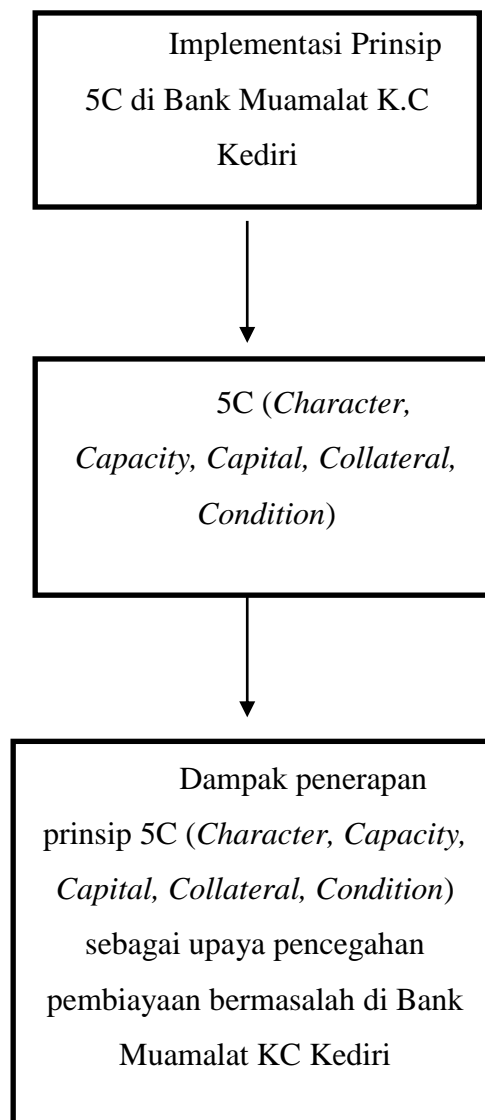 Implementasi Prinsip
5C di Bank Muamalat K.C
Kediri
5C (Character,
Capacity, Capital, Collateral,
Condition)
Dampak penerapan
prinsip 5C (Character, Capacity,
Capital, Collateral, Condition)
sebagai upaya pencegahan
pembiayaan bermasalah di Bank
Muamalat KC Kediri